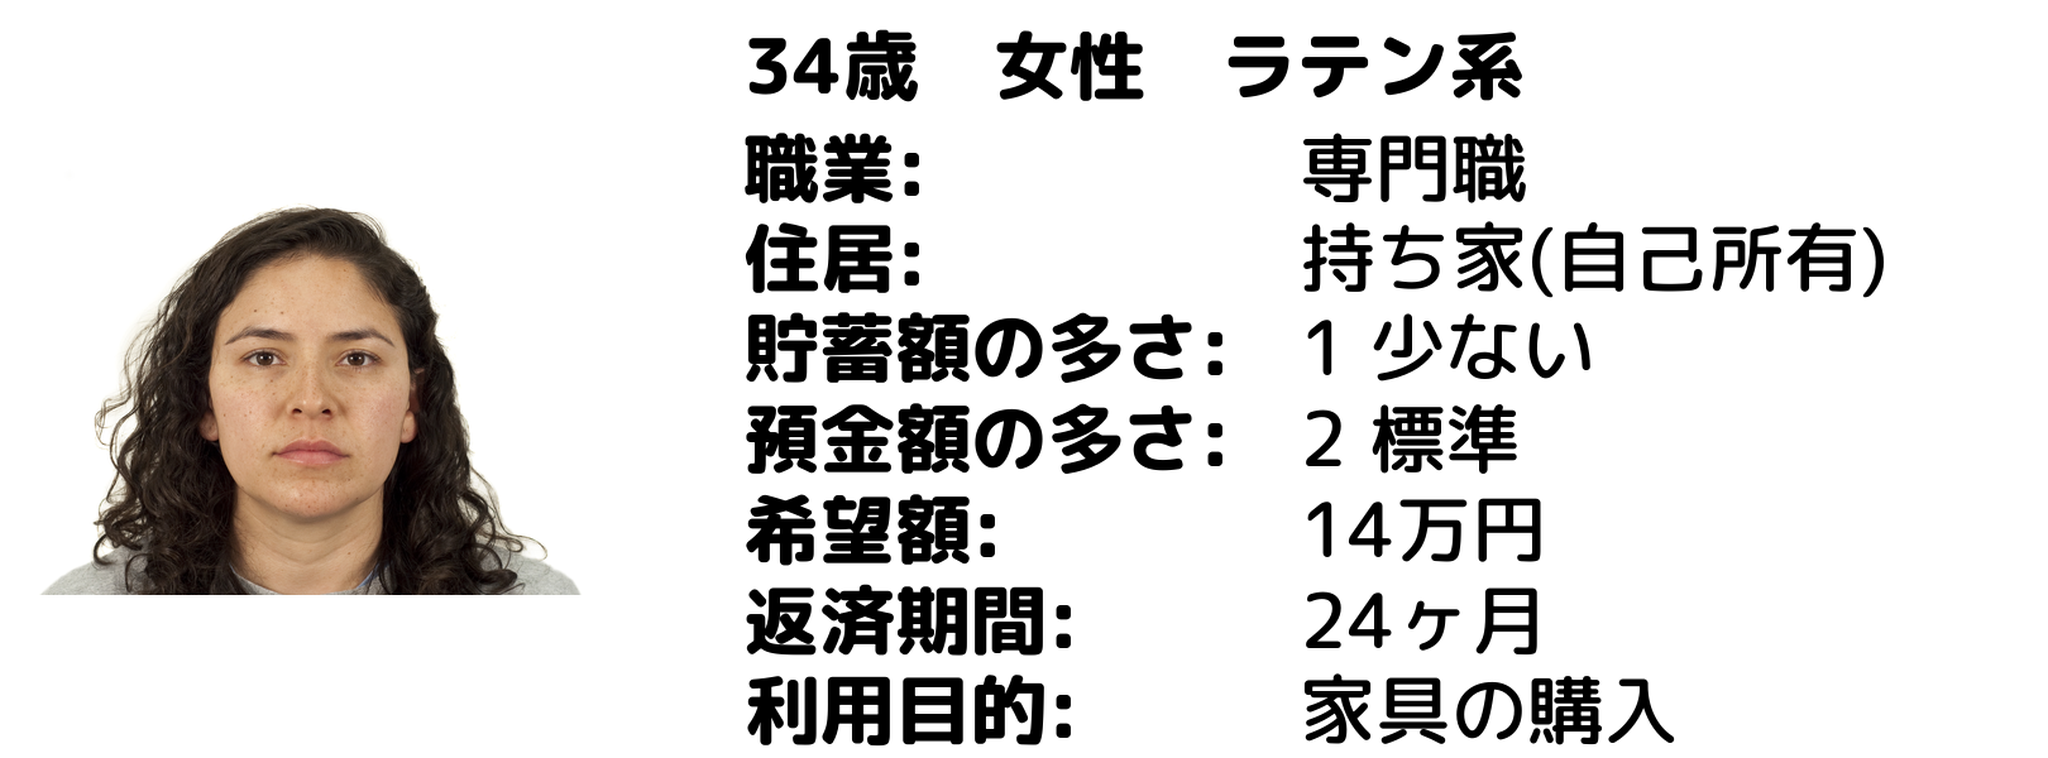 34歳　女性　ラテン系
職業:　専門職
住居:　持ち家(自己所有)
貯蓄額の多さ:　1 少ない
預金額の多さ:　2 標準
希望額:　14万円
返済期間:　24ヶ月
利用目的:　家具の購入